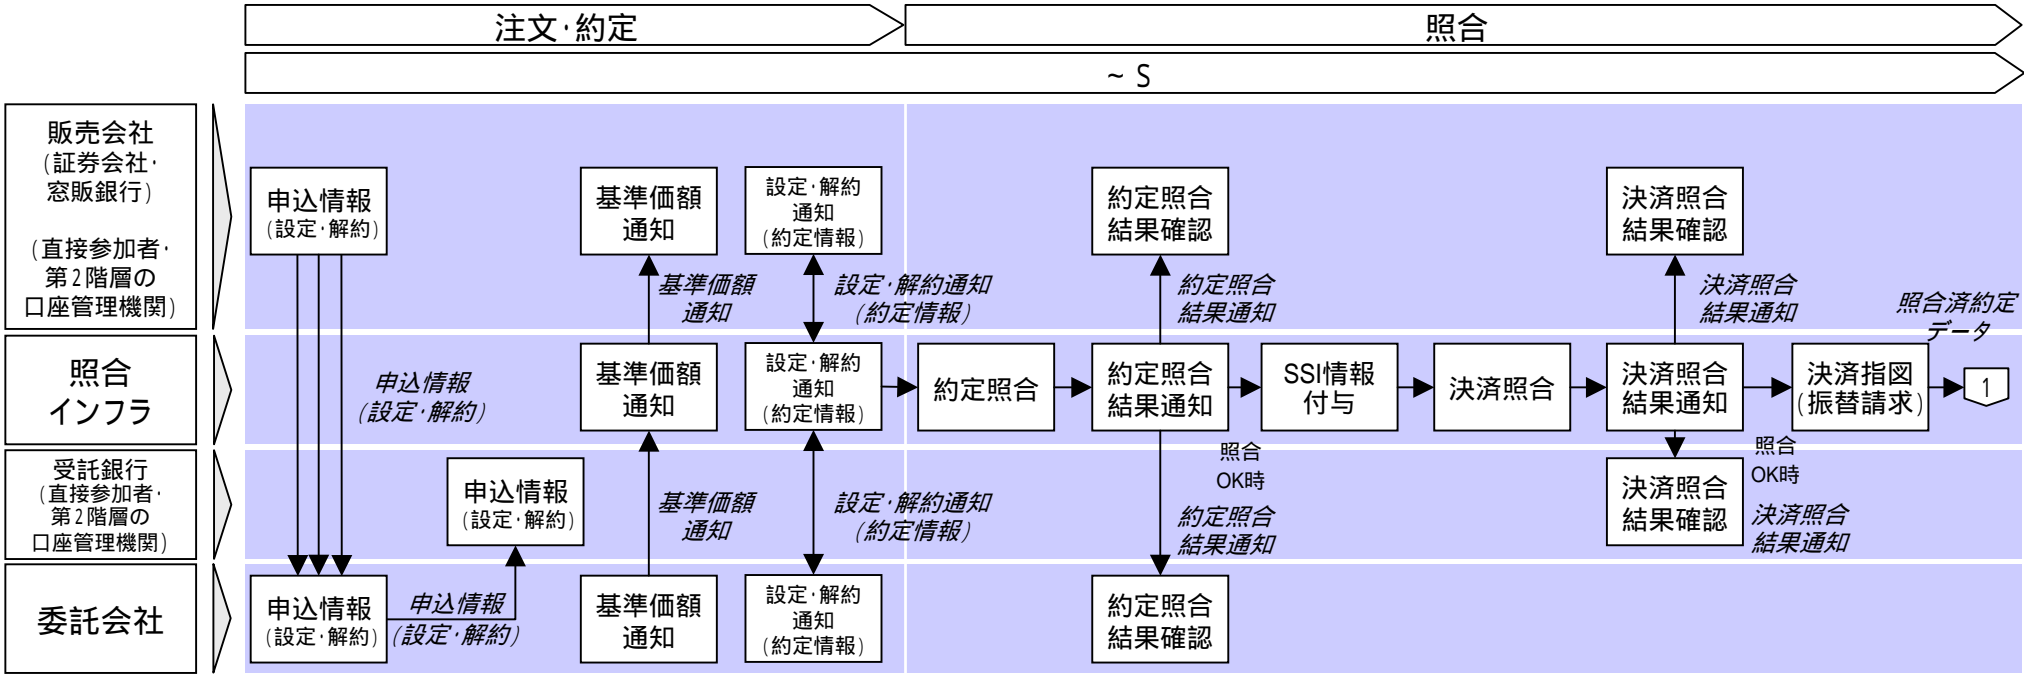 注文・約定
照合
~ S
販売会社
(証券会社・
窓販銀行)
(直接参加者・
第2階層の
口座管理機関)
申込情報
(設定・解約)
基準価額
通知
設定・解約
通知
(約定情報)
約定照合
結果確認
決済照合
結果確認
基準価額
通知
設定・解約通知
(約定情報)
約定照合
結果通知
決済照合
結果通知
照合済約定
データ
照合
インフラ
申込情報
(設定・解約)
基準価額
通知
設定・解約
通知
(約定情報)
約定照合
約定照合
結果通知
SSI情報
付与
決済照合
決済照合
結果通知
決済指図
(振替請求)
1
受託銀行
(直接参加者・
第2階層の
口座管理機関)
申込情報
(設定・解約)
基準価額
通知
設定・解約通知
(約定情報)
照合
OK時
約定照合
結果通知
決済照合
結果確認
照合
OK時
決済照合
結果通知
委託会社
申込情報
(設定・解約)
申込情報
(設定・解約)
基準価額
通知
設定・解約
通知
(約定情報)
約定照合
結果確認